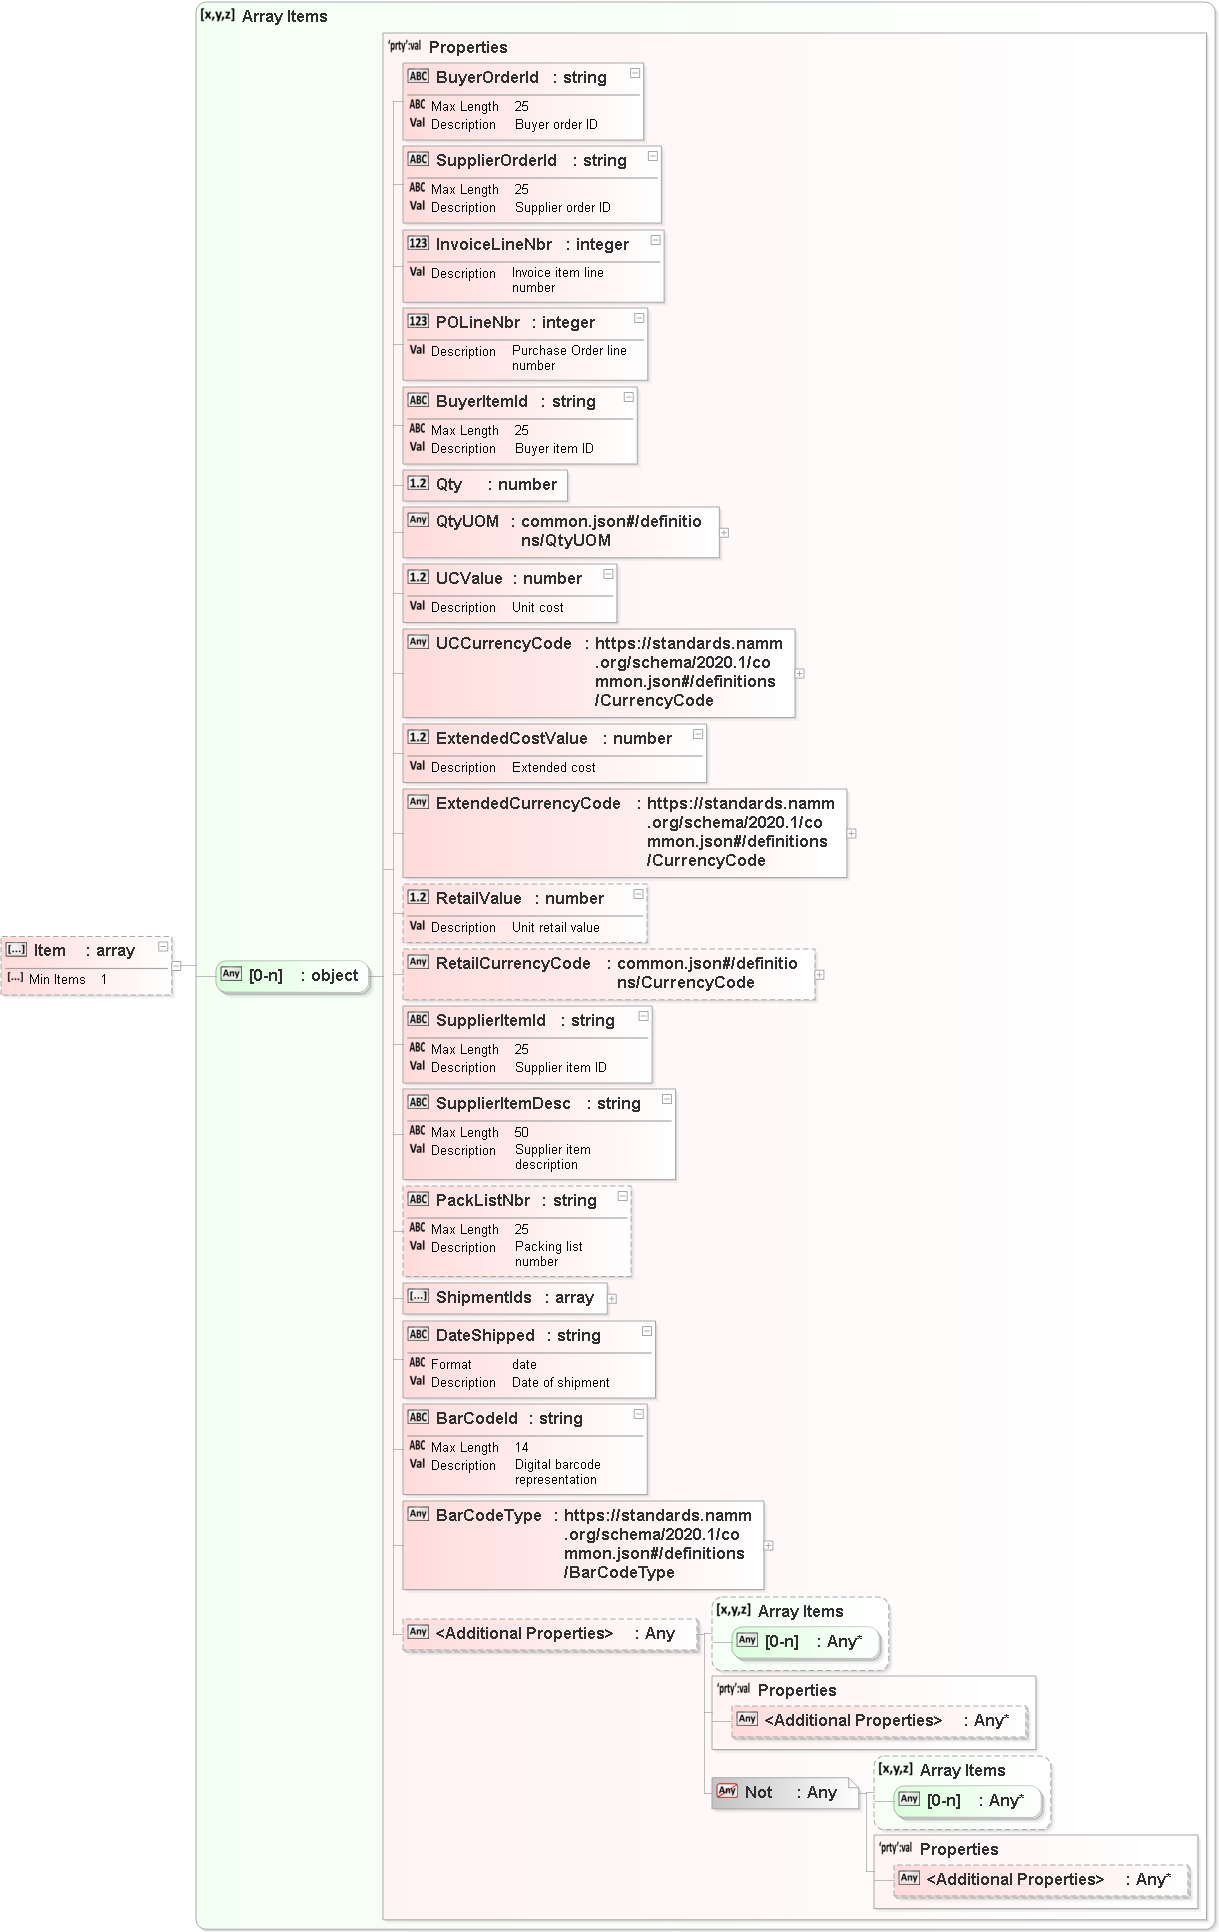 [x,y,z] Array Items
'prty':val Properties
ABC BuyerOrderId : string
ABC Max Length 25
Val Description Buyer order ID
ABC SupplierOrderId : string
ABC Max Length 25
Val Description Supplier order ID
123 InvoiceLineNbr : integer
Val Description Invoice item line
number
123 POLineNbr : integer
Val Description Purchase Order line
number
ABC BuyerItemId : string
ABC Max Length 25
Val Description Buyer item ID
1.2 Qty : number
Any QtyUOM : common.json#/definitio
ns/QtyUOM
1.2 UCValue : number
Val Description Unit cost
Any UCCurrencyCode : https://standards.namm
.org/schema/2020.1/co
mmon.json#/definitions
/CurrencyCode
1.2 ExtendedCostValue : number
Val Description Extended cost
Any ExtendedCurrencyCode : https://standards.namm
.org/schema/2020.1/co
mmon.json#/definitions
/CurrencyCode
1.2 RetailValue : number
Val Description Unit retail value
[...] Item : array
[...] Min Items 1
Any [0-n] : object
Any RetailCurrencyCode : common.json#/definitio
ns/CurrencyCode
ABC SupplierItemId : string
ABC Max Length 25
Val Description Supplier item ID
ABC SupplierItemDesc : string
ABC Max Length 50
Val Description Supplier item
description
ABC PackListNbr : string
ABC Max Length 25
Val Description Packing list
number
[...] ShipmentIds : array
ABC DateShipped : string
ABC Format date
Val Description Date of shipment
ABC BarCodeId : string
ABC Max Length 14
Val Description Digital barcode
representation
Any BarCodeType : https://standards.namm
.org/schema/2020.1/co
mmon.json#/definitions
/BarCodeType
Any <Additional Properties> : Any
[x,y,z] Array Items
Any [0-n] : Any*
'prty':val Properties
Any <Additional Properties> : Any*
Any Not : Any
[x,y,z] Array Items
Any [0-n] : Any*
'prty':val Properties
Any <Additional Properties> : Any*